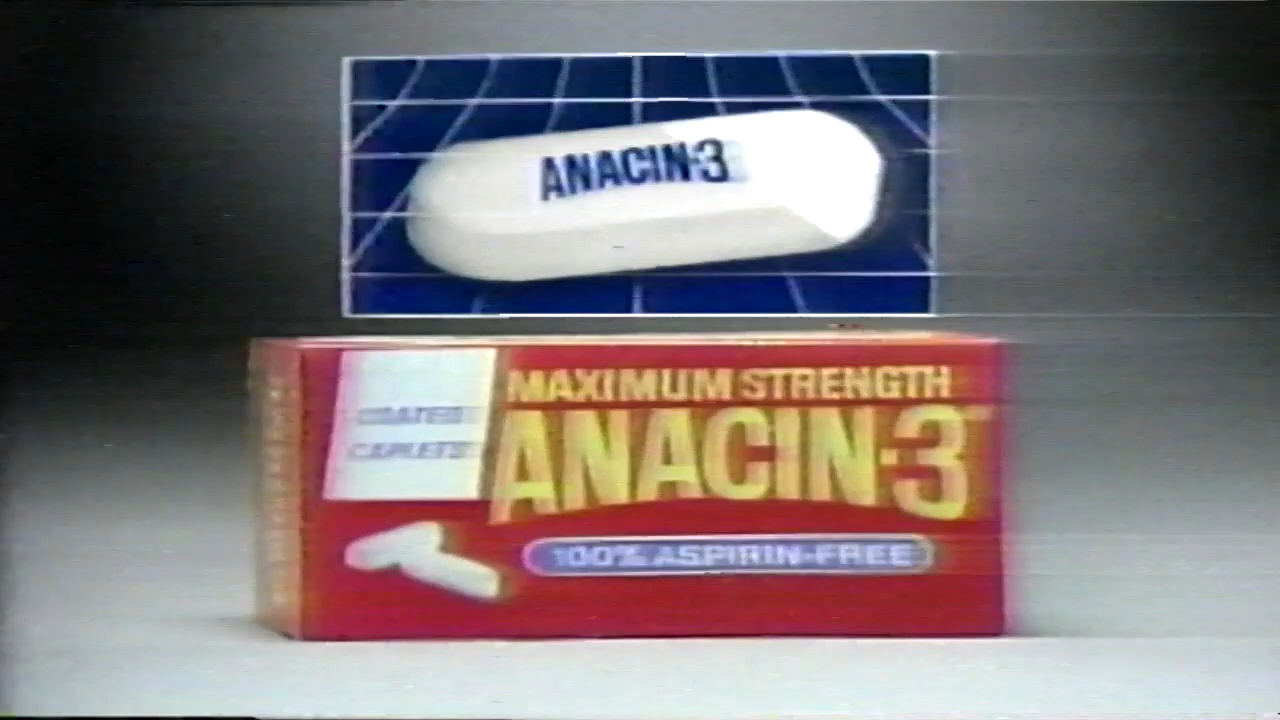 ANACIN-3
COATED
CAPLETS
MAXIMUM STRENGTH
ANACIN-3
100% ASPIRIN-FREE